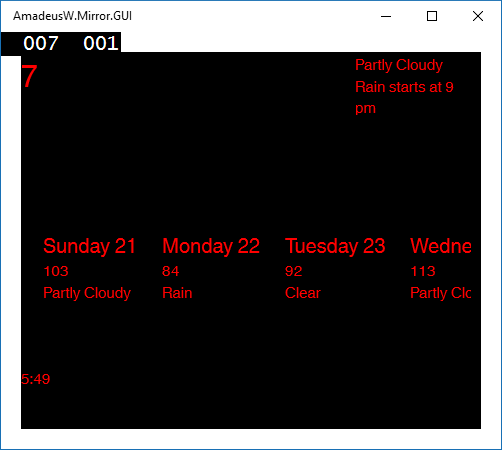 AmadeusW.Mirror.GUI
007 001
7
Partly Cloudy
Rain starts at 9
pm
Sunday 21 Monday 22 Tuesday 23 Wedne
103 84 92 113
Partly Cloudy Rain Clear Partly Clo
5:49